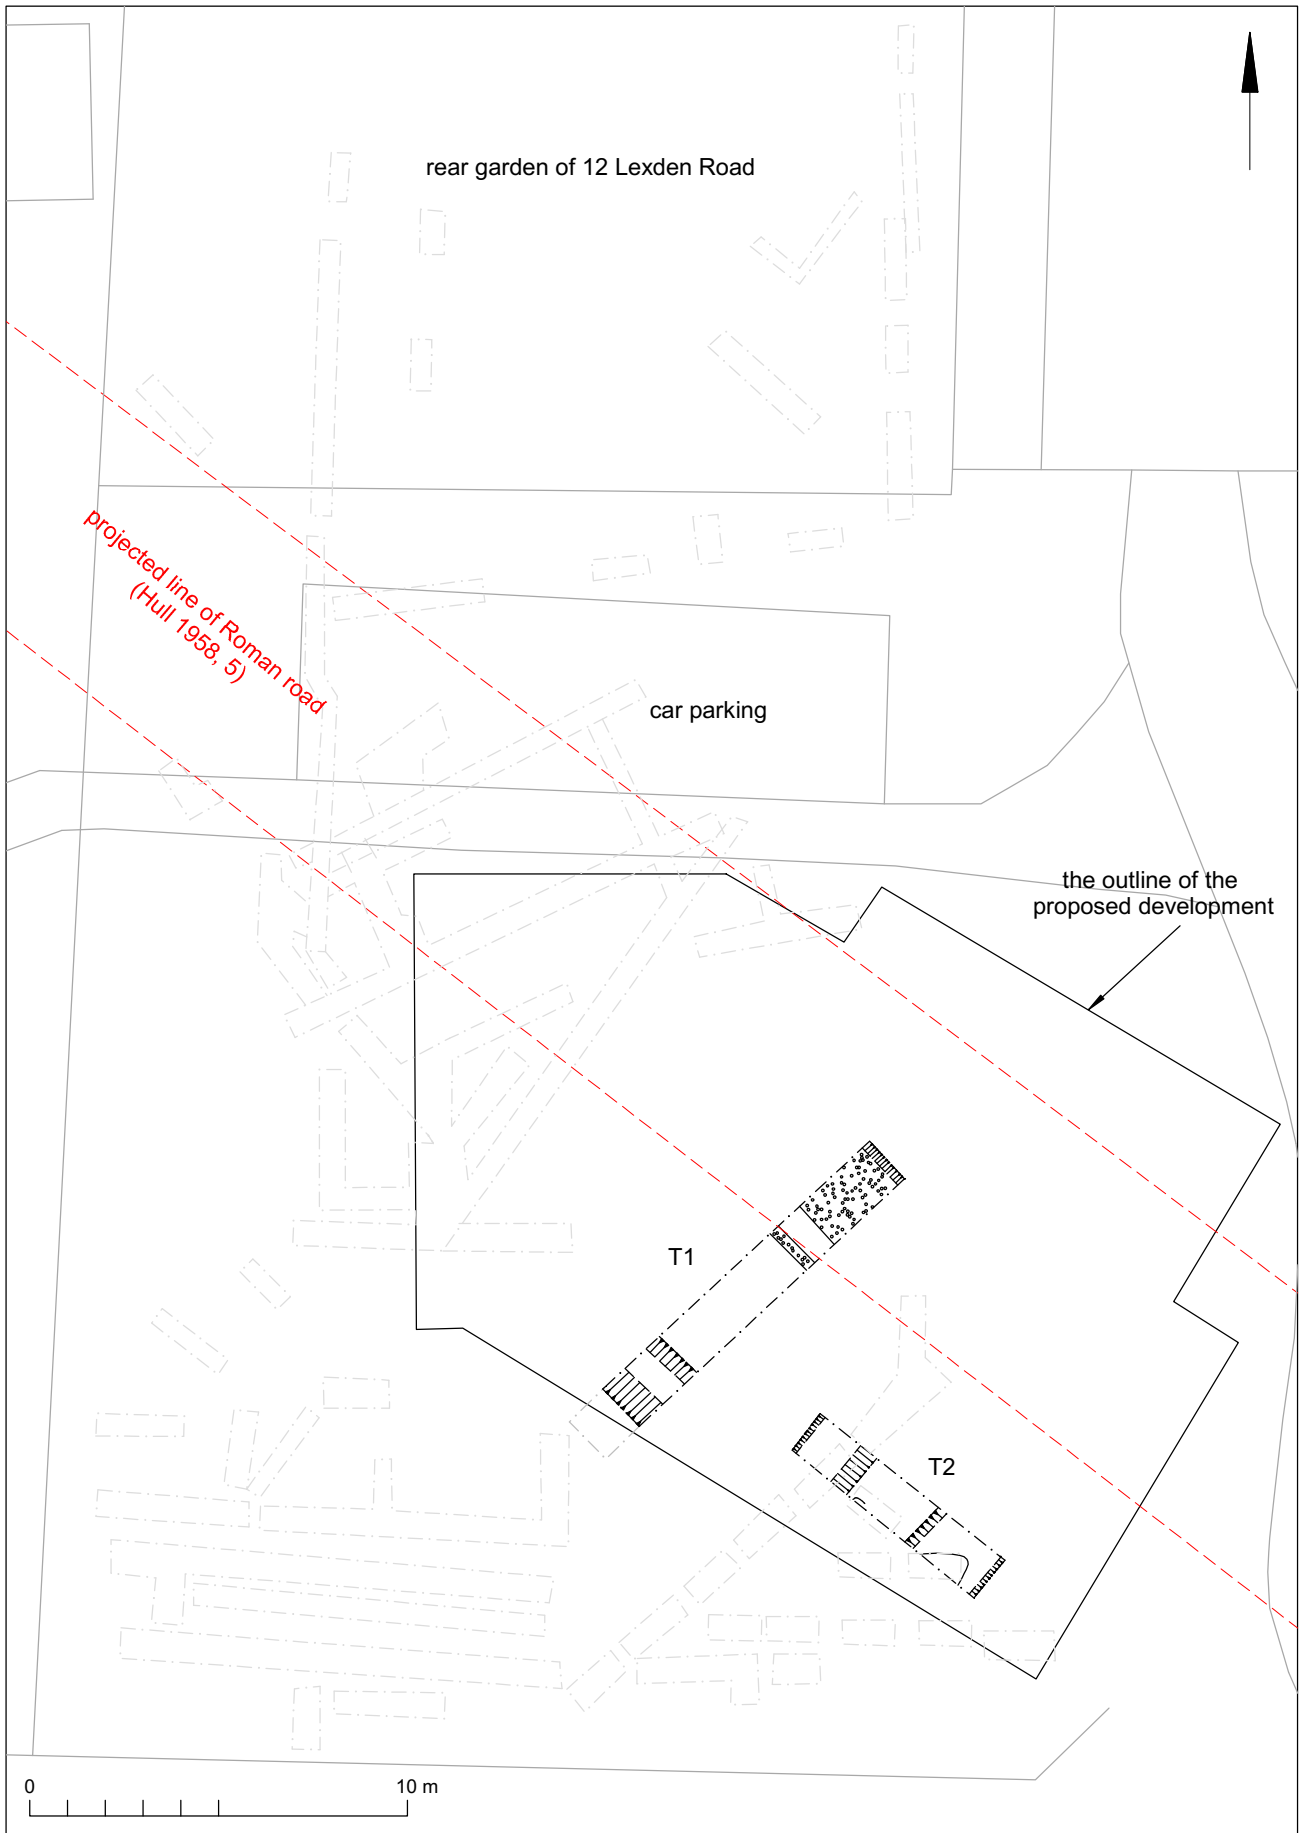 rear garden of 12 Lexden Road
projected line of Roman road
(Hull 1958, 5)
car parking
the outline of the
proposed development
T1
T2
0
10 m